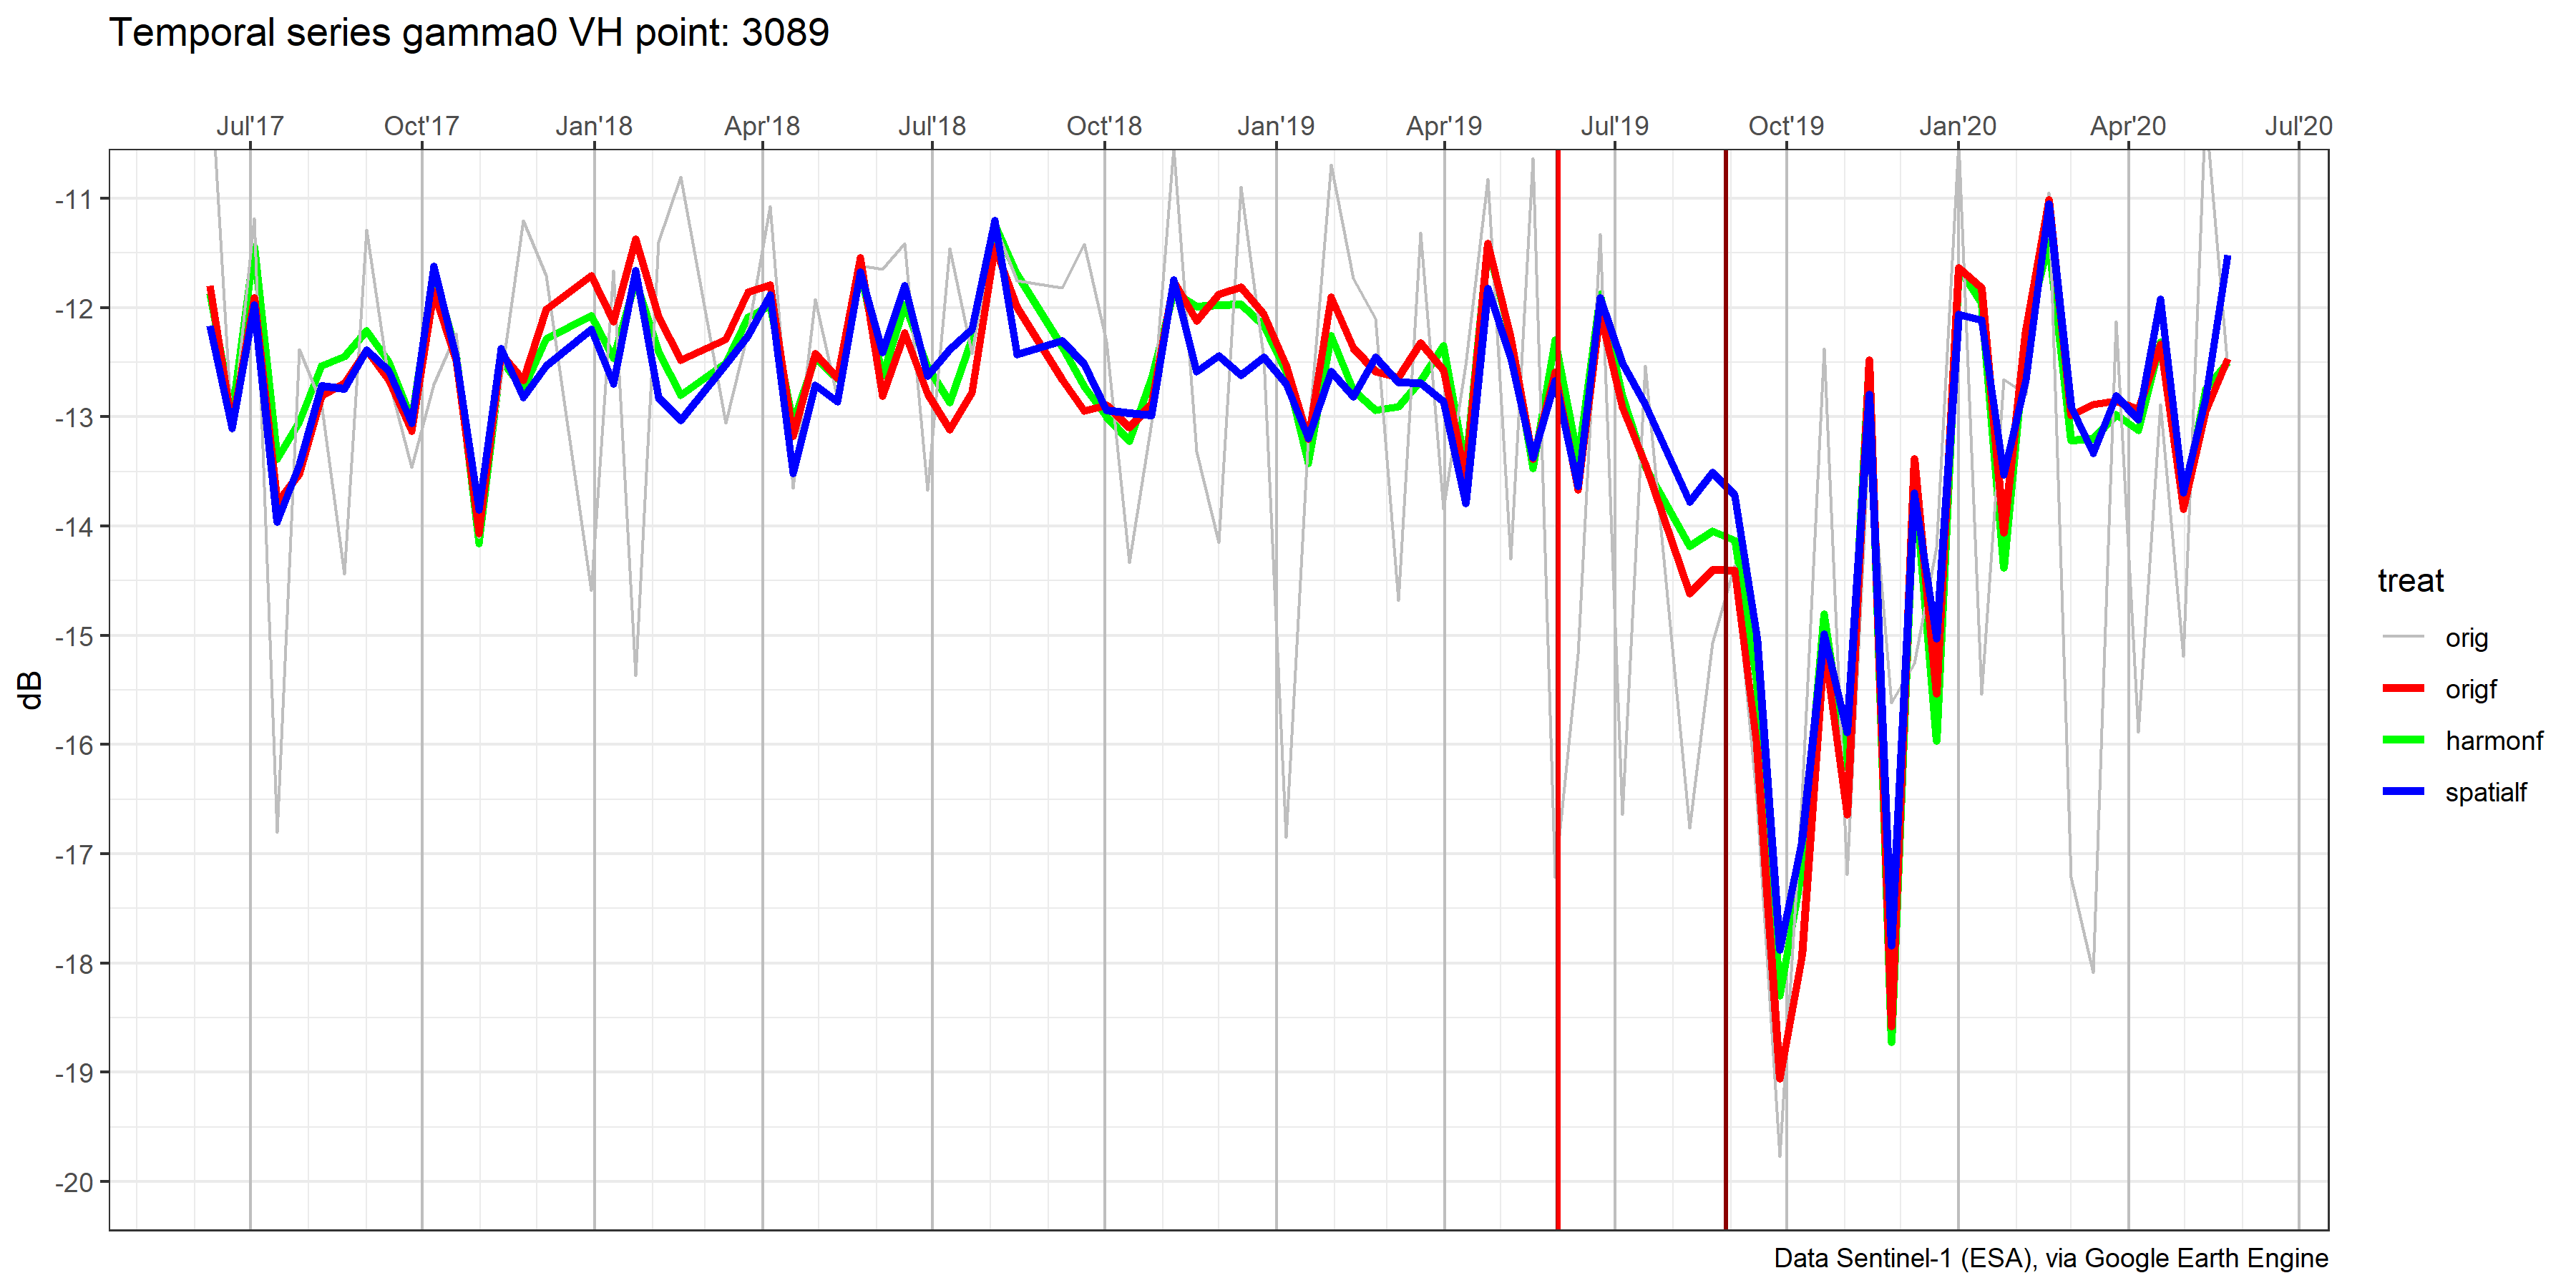 Temporal series gamma0 VH point: 3089
Jul'17 Oct'17 Jan'18 Apr'18 Jul'18 Oct'18 Jan'19 Apr'19 Jul'19 Oct'19 Jan'20 Apr'20 Jul'20
-11
-12
-13
-14
-15
-16
-17
-18
-19
-20
dB
treat
orig
origf
harmonf
spatialf
Data Sentinel-1 (ESA), via Google Earth Engine